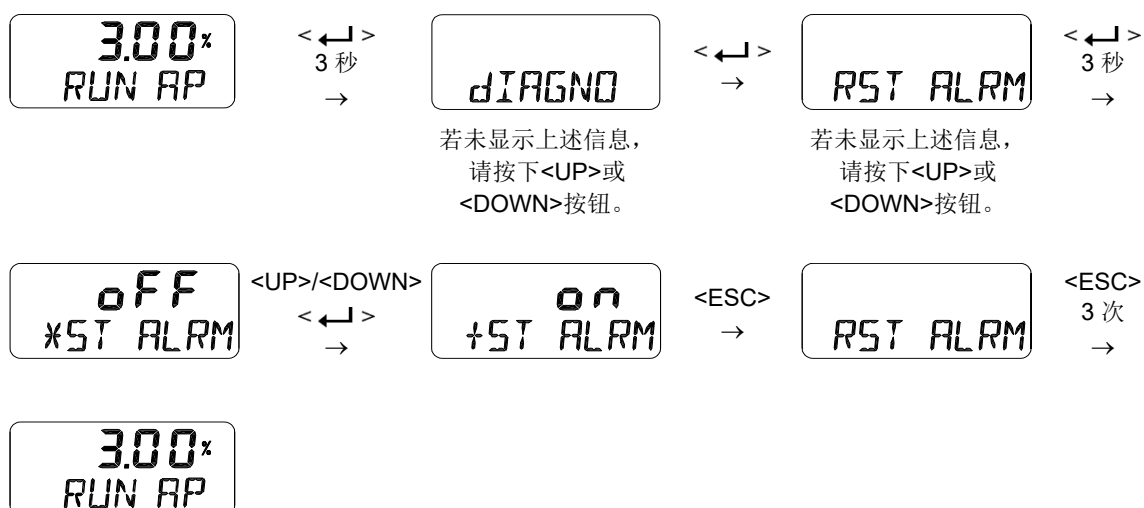 3.00%
RUN AP
<↵>
3 秒
→
dIAGNO
若未显示上述信息，
请按下<UP>或
<DOWN>按钮。
<↵>
→
RST ALRM
若未显示上述信息，
请按下<UP>或
<DOWN>按钮。
<↵>
3 秒
→
oFF
*ST ALRM
<UP>/<DOWN>
<↵>
→
on
+ST ALRM
<ESC>
→
RST ALRM
<ESC>
3 次
→
3.00%
RUN AP